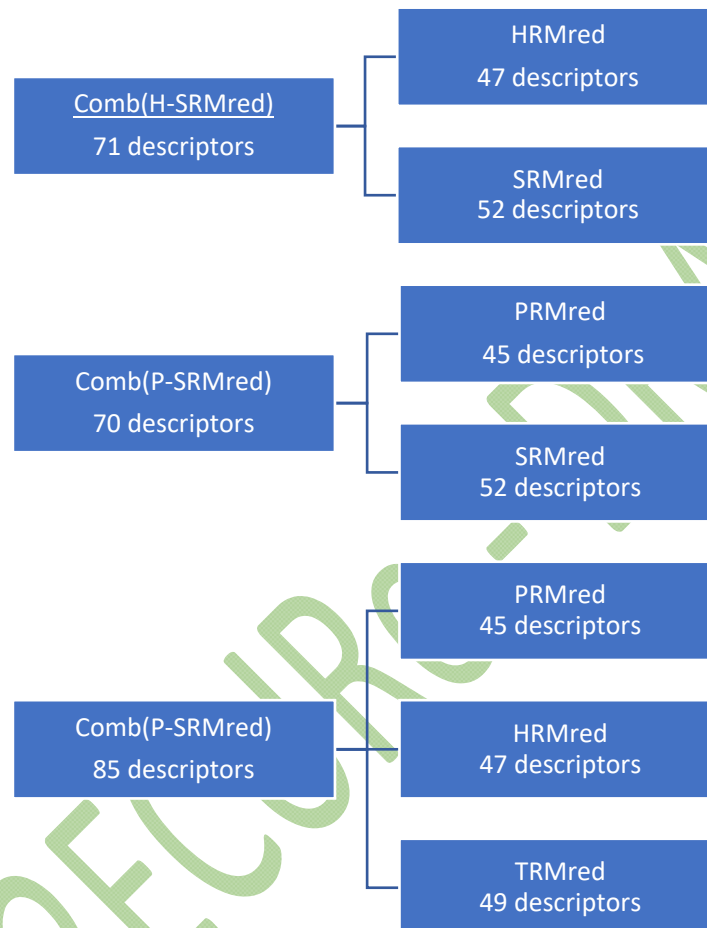 Comb(H-SRMred)
71 descriptors
HRMred
47 descriptors
SRMred
52 descriptors
Comb(P-SRMred)
70 descriptors
PRMred
45 descriptors
SRMred
52 descriptors
Comb(P-SRMred)
85 descriptors
PRMred
45 descriptors
HRMred
47 descriptors
TRMred
49 descriptors